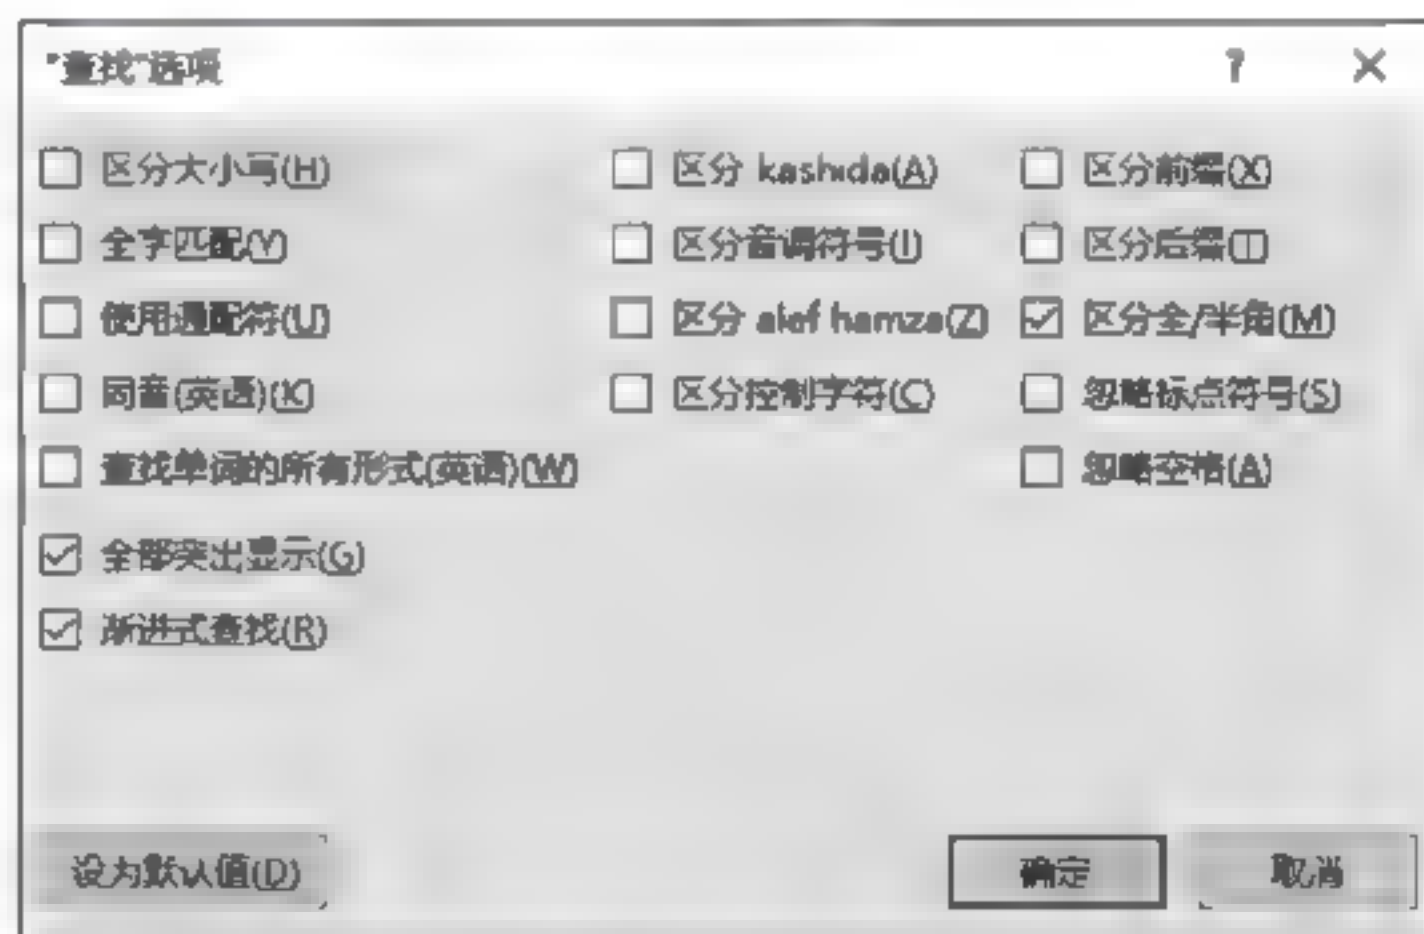 "查找"选项
?
×
区分大小写(H) 区分 kashida(A) 区分前缀(X)
全字匹配(Y) 区分音调符号(I) 区分后缀(T)
使用通配符(U) 区分 alef hamza(Z) 区分全/半角(M)
同音(英语)(K) 区分控制字符(C) 忽略标点符号(S)
查找单词的所有形式(英语)(W) 忽略空格(A)
全部突出显示(G)
渐进式查找(R)
设为默认值(D) 确定 取消